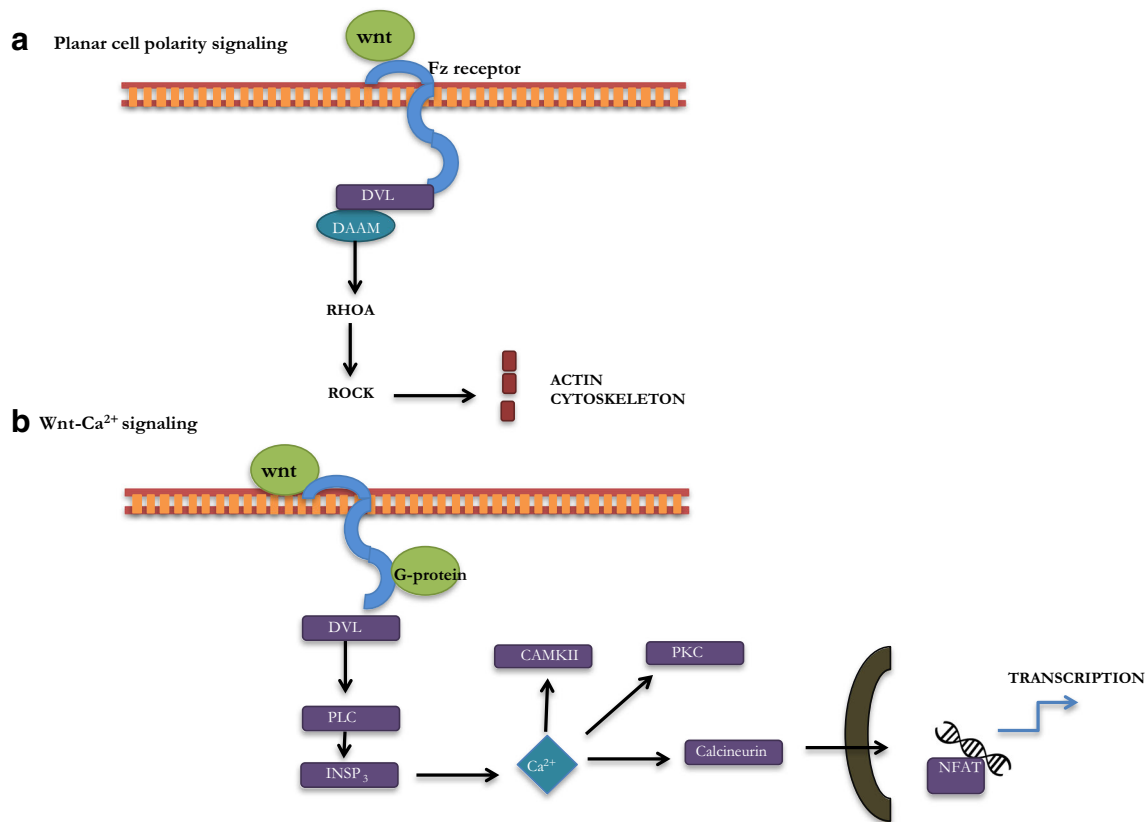 a Planar cell polarity signaling
wnt
Fz receptor
DVL
DAAM
RHOA
ROCK
ACTIN
CYTOSKELETON
b Wnt-Ca²⁺ signaling
wnt
G-protein
DVL
PLC
INSP₃
CAMKII
PKC
Ca²⁺
Calcineurin
NFAT
TRANSCRIPTION